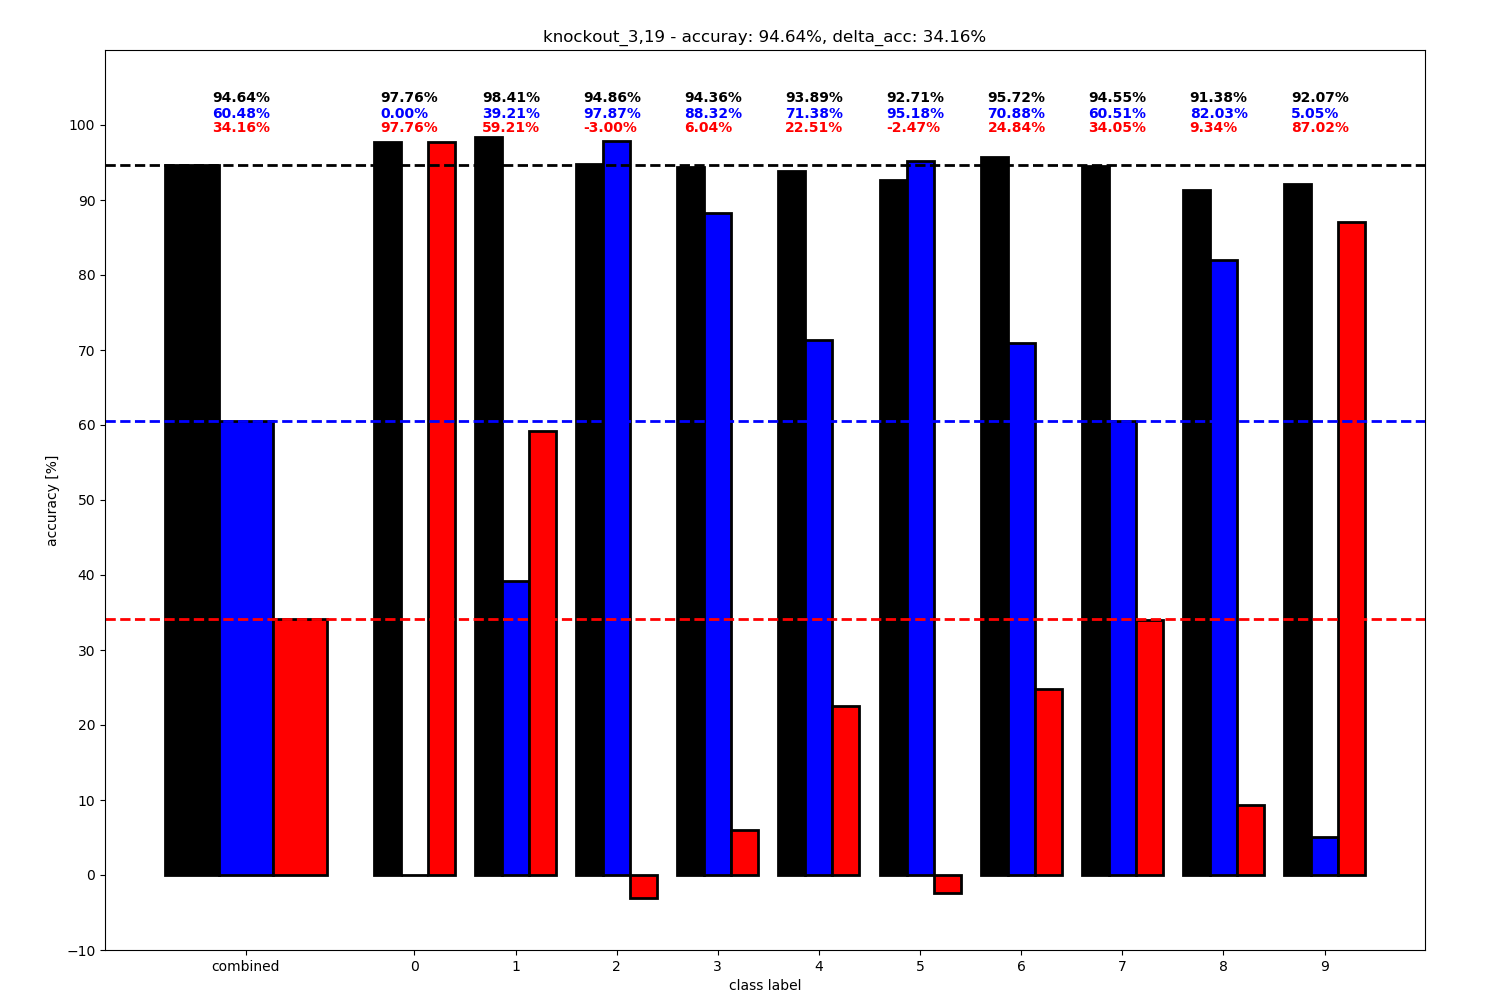 knockout_3,19 - accuray: 94.64%, delta_acc: 34.16%
94.64% 97.76% 98.41% 94.86% 94.36% 93.89% 92.71% 95.72% 94.55% 91.38% 92.07%
60.48% 0.00% 39.21% 97.87% 88.32% 71.38% 95.18% 70.88% 60.51% 82.03% 5.05%
34.16% 97.76% 59.21% -3.00% 6.04% 22.51% -2.47% 24.84% 34.05% 9.34% 87.02%
100
90
80
70
60
50
40
30
20
10
0
−10
accuracy [%]
combined 0 1 2 3 4 5 6 7 8 9
class label